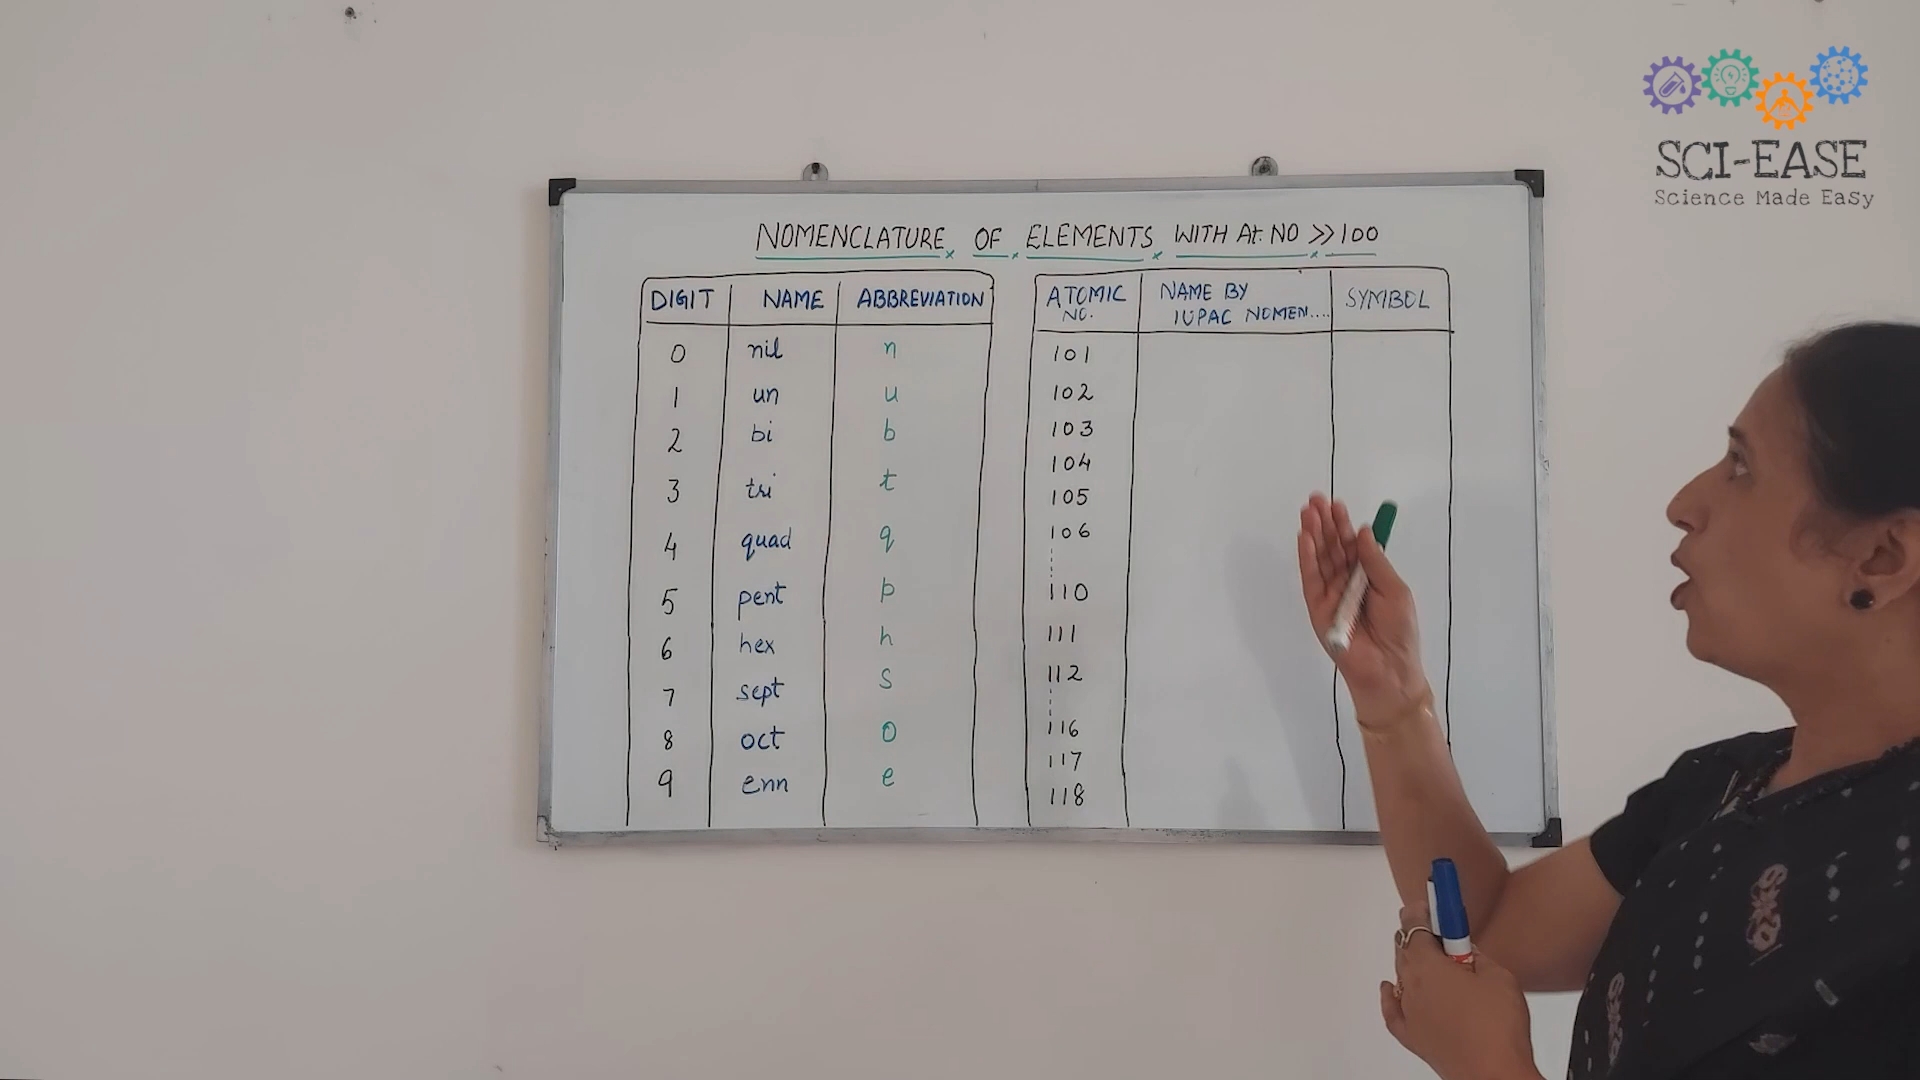 SCI-EASE
Science Made Easy
NOMENCLATURE OF ELEMENTS WITH At. NO >> 100
DIGIT NAME ABBREVIATION
0 nil n
1 un u
2 bi b
3 tri t
4 quad q
5 pent p
6 hex h
7 sept s
8 oct o
9 enn e
ATOMIC NO. NAME BY IUPAC NOMEN.... SYMBOL
101
102
103
104
105
106
110
111
112
116
117
118